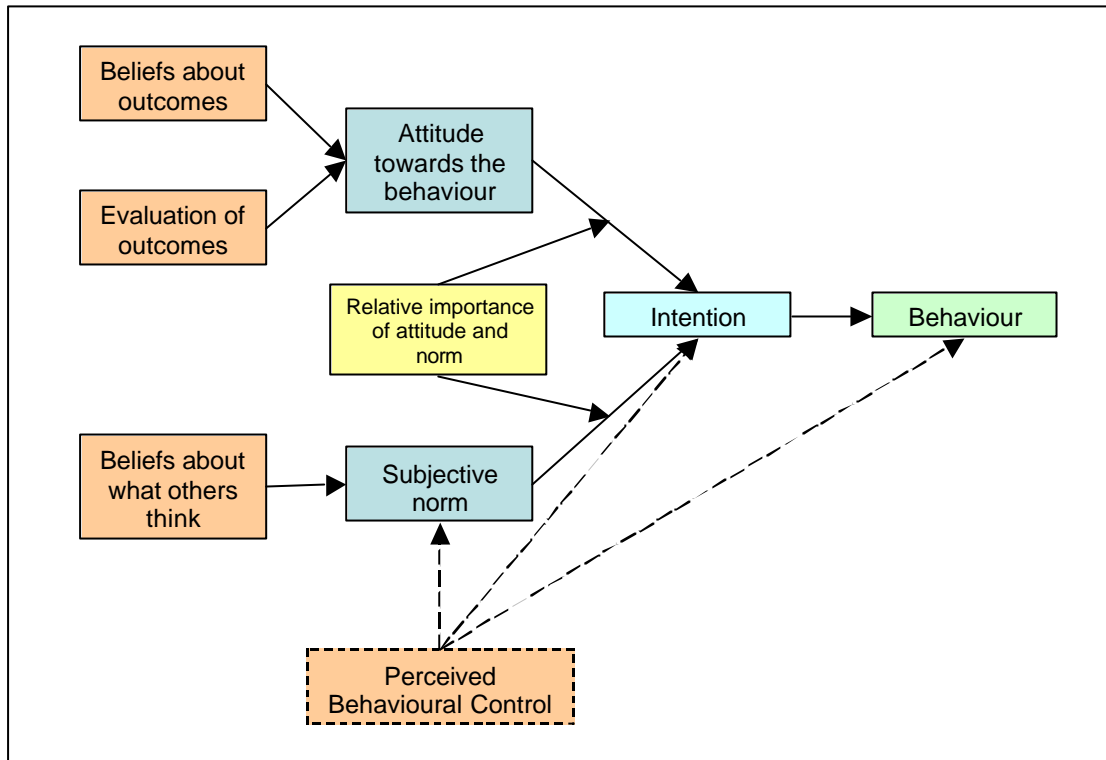 Beliefs about
outcomes
Attitude
towards the
behaviour
Evaluation of
outcomes
Relative importance
of attitude and
norm
Intention
Behaviour
Beliefs about
what others
think
Subjective
norm
Perceived
Behavioural Control